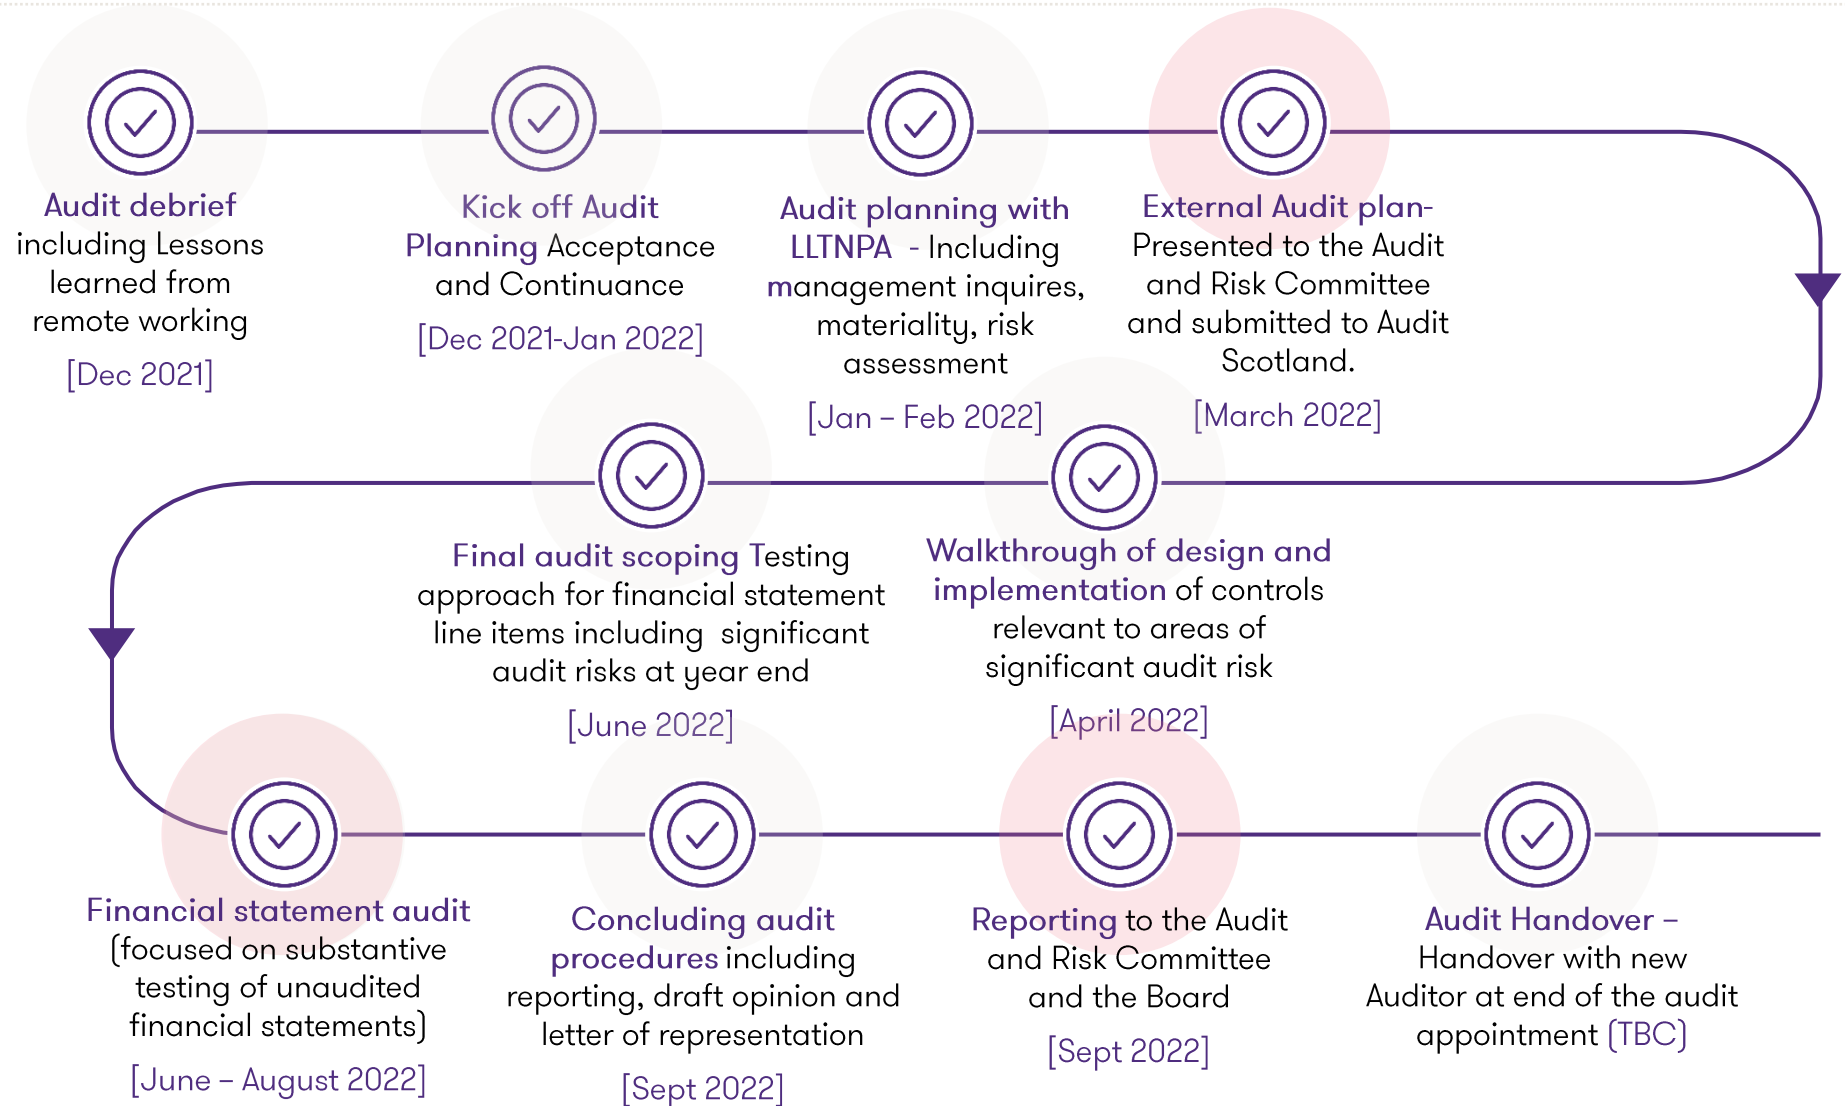 Audit debrief
including Lessons
learned from
remote working
[Dec 2021]
Kick off Audit
Planning Acceptance
and Continuance
[Dec 2021-Jan 2022]
Audit planning with
LLTNPA - Including
management inquires,
materiality, risk
assessment
[Jan – Feb 2022]
External Audit plan-
Presented to the Audit
and Risk Committee
and submitted to Audit
Scotland.
[March 2022]
Walkthrough of design and
implementation of controls
relevant to areas of
significant audit risk
[April 2022]
Final audit scoping Testing
approach for financial statement
line items including significant
audit risks at year end
[June 2022]
Financial statement audit
(focused on substantive
testing of unaudited
financial statements)
[June – August 2022]
Concluding audit
procedures including
reporting, draft opinion and
letter of representation
[Sept 2022]
Reporting to the Audit
and Risk Committee
and the Board
[Sept 2022]
Audit Handover –
Handover with new
Auditor at end of the audit
appointment (TBC)